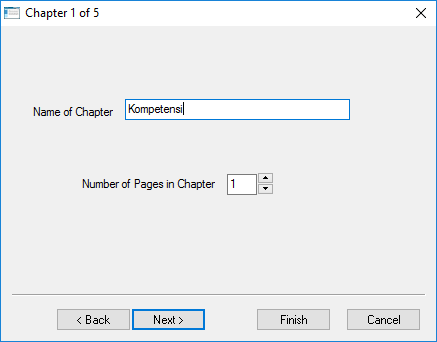 Chapter 1 of 5
Name of Chapter Kompetensi
Number of Pages in Chapter 1
< Back Next > Finish Cancel